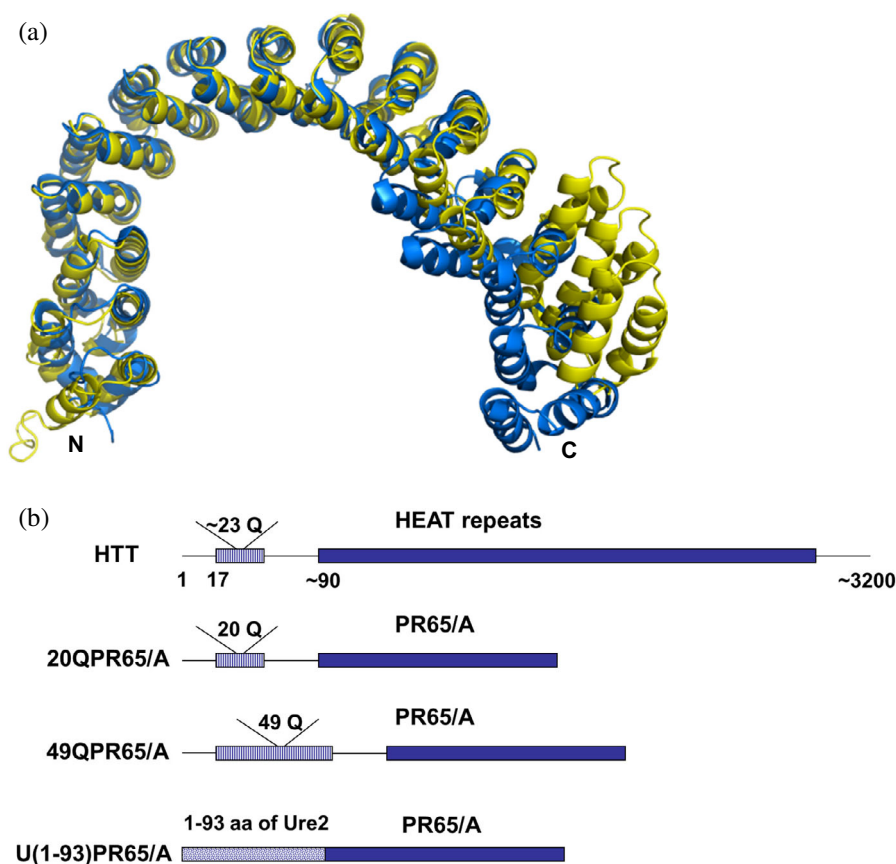 (a)
N
C
(b)
~23 Q
HEAT repeats
HTT
1 17 ~90 ~3200
20 Q
PR65/A
20QPR65/A
49 Q
PR65/A
49QPR65/A
1-93 aa of Ure2
PR65/A
U(1-93)PR65/A